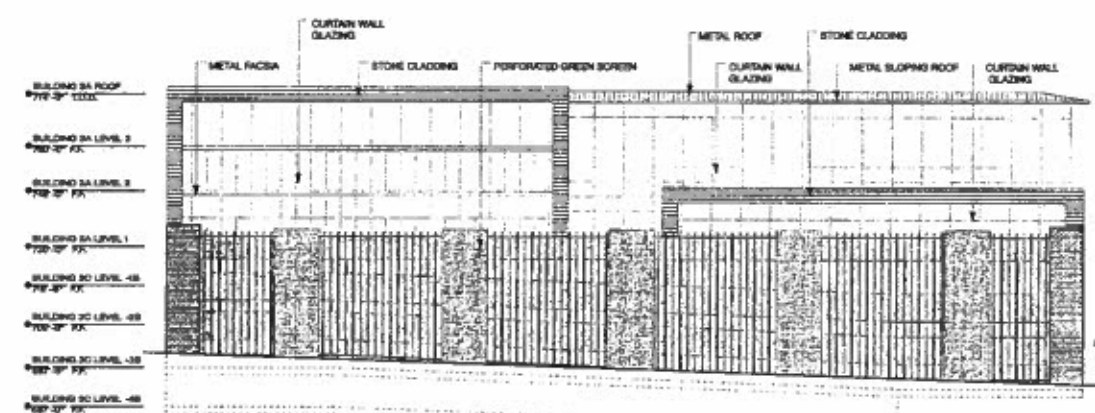 CURTAIN WALL
GLAZING
METAL ROOF
STONE CLADDING
METAL FACSIA
STONE CLADDING
PERFORATED GREEN SCREEN
CURTAIN WALL
GLAZING
METAL SLOPING ROOF
CURTAIN WALL
GLAZING
BUILDING 3A ROOF
BUILDING 3A LEVEL 3
F.F.
BUILDING 3A LEVEL 2
F.F.
BUILDING 3A LEVEL 1
F.F.
BUILDING 3C LEVEL -1B
F.F.
BUILDING 3C LEVEL -2B
F.F.
BUILDING 3C LEVEL -3B
F.F.
BUILDING 3C LEVEL -4B
F.F.